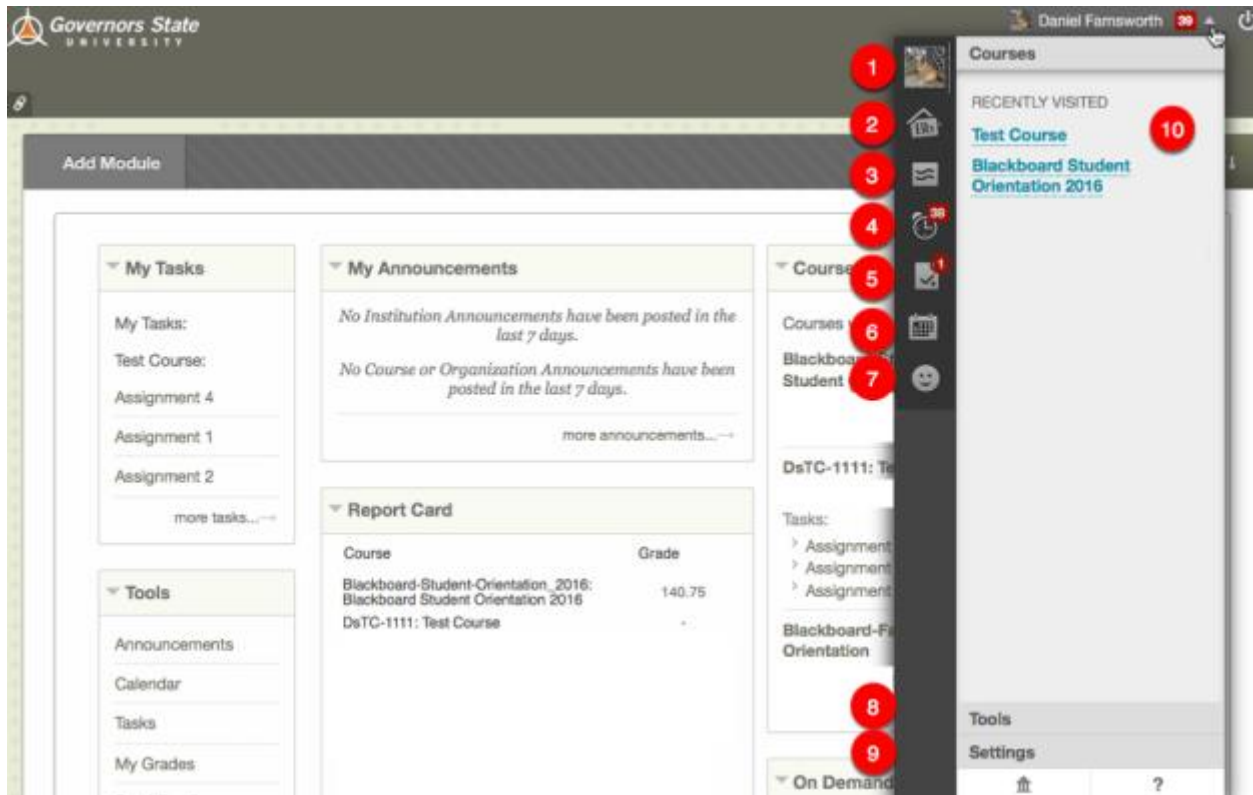 Governors State
UNIVERSITY
Daniel Farnsworth 39
Add Module
My Tasks
My Tasks:
Test Course:
Assignment 4
Assignment 1
Assignment 2
more tasks...→
Tools
Announcements
Calendar
Tasks
My Grades
My Announcements
No Institution Announcements have been posted in the
last 7 days.
No Course or Organization Announcements have been
posted in the last 7 days.
more announcements...→
Report Card
Course Grade
Blackboard-Student-Orientation_2016:
Blackboard Student Orientation 2016
140.75
DsTC-1111: Test Course -
Course
Courses
Student
DsTC-1111:
Tasks:
Assignment
Assignment
Assignment
Orientation
On Demand
1
2
Bb
3
4
38
5
1
6
7
8
9
Courses
RECENTLY VISITED
10
Test Course
Blackboard Student
Orientation 2016
Tools
Settings
?